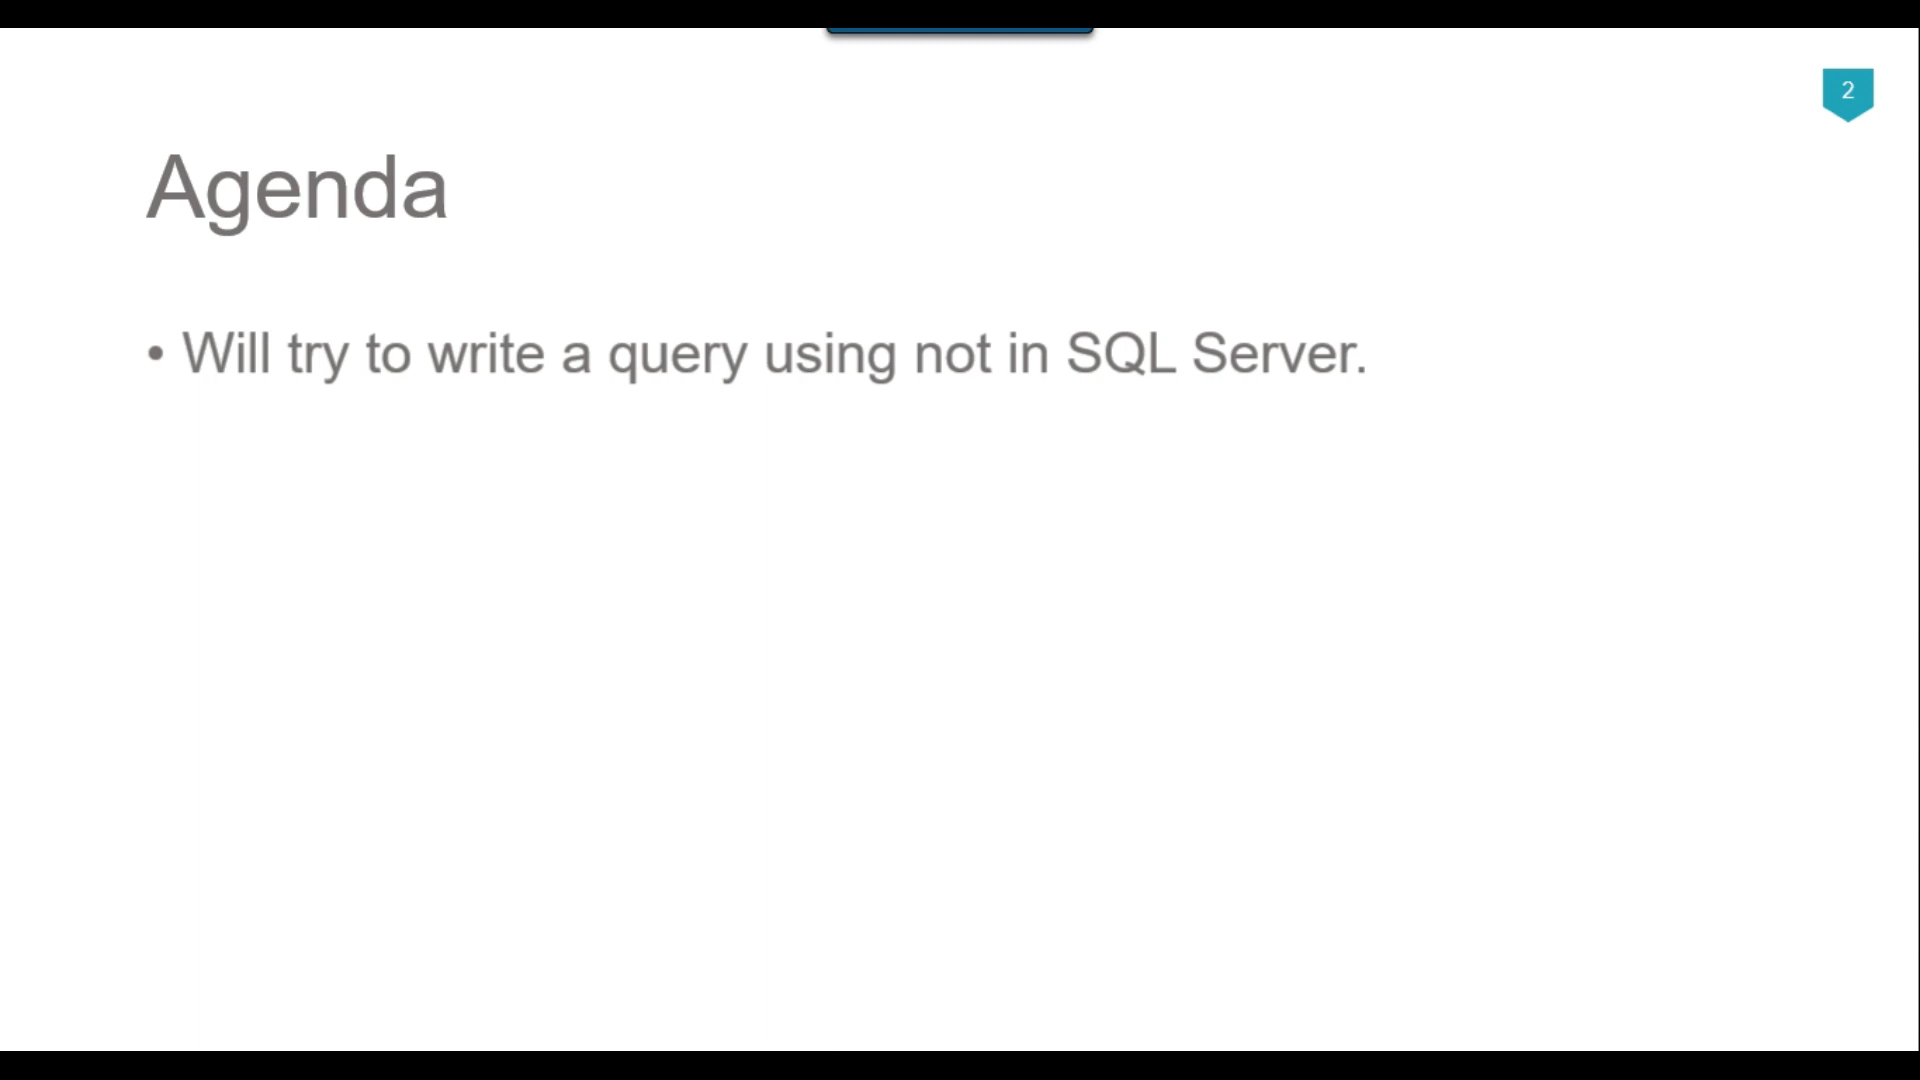 2
Agenda
• Will try to write a query using not in SQL Server.